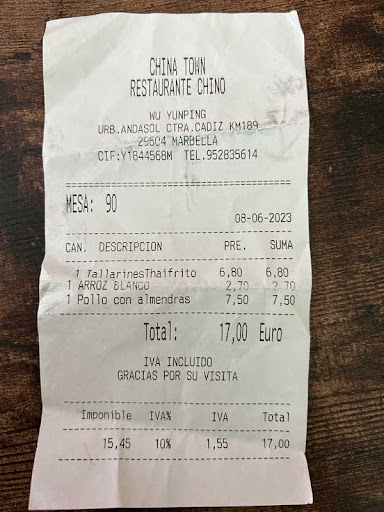 CHINA TOWN
RESTAURANTE CHINO
WU YUNPING
URB.ANDASOL CTRA.CADIZ KM189
29604 MARBELLA
CIF:Y1844568M TEL.952835614
MESA: 90
08-06-2023
CAN. DESCRIPCION PRE. SUMA
1 TallarinesThaifrito 6,80 6,80
1 ARROZ BLANCO 2,70 2,70
1 Pollo con almendras 7,50 7,50
Total: 17,00 Euro
IVA INCLUIDO
GRACIAS POR SU VISITA
Imponible IVA% IVA Total
15,45 10% 1,55 17,00